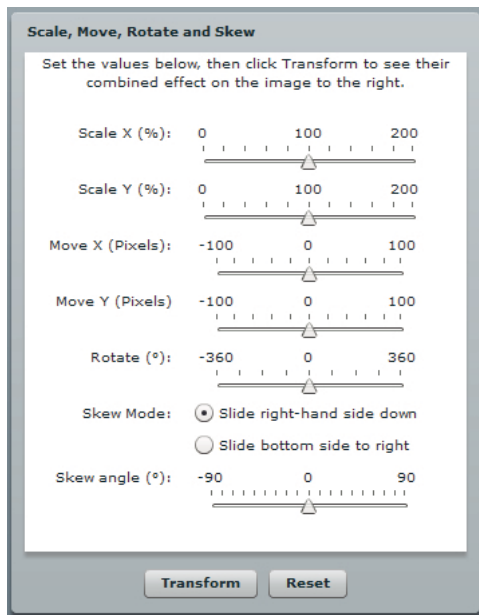 Scale, Move, Rotate and Skew
Set the values below, then click Transform to see their
combined effect on the image to the right.
Scale X (%): 0 100 200
Scale Y (%): 0 100 200
Move X (Pixels): -100 0 100
Move Y (Pixels) -100 0 100
Rotate (°): -360 0 360
Skew Mode: Slide right-hand side down
Slide bottom side to right
Skew angle (°): -90 0 90
Transform Reset